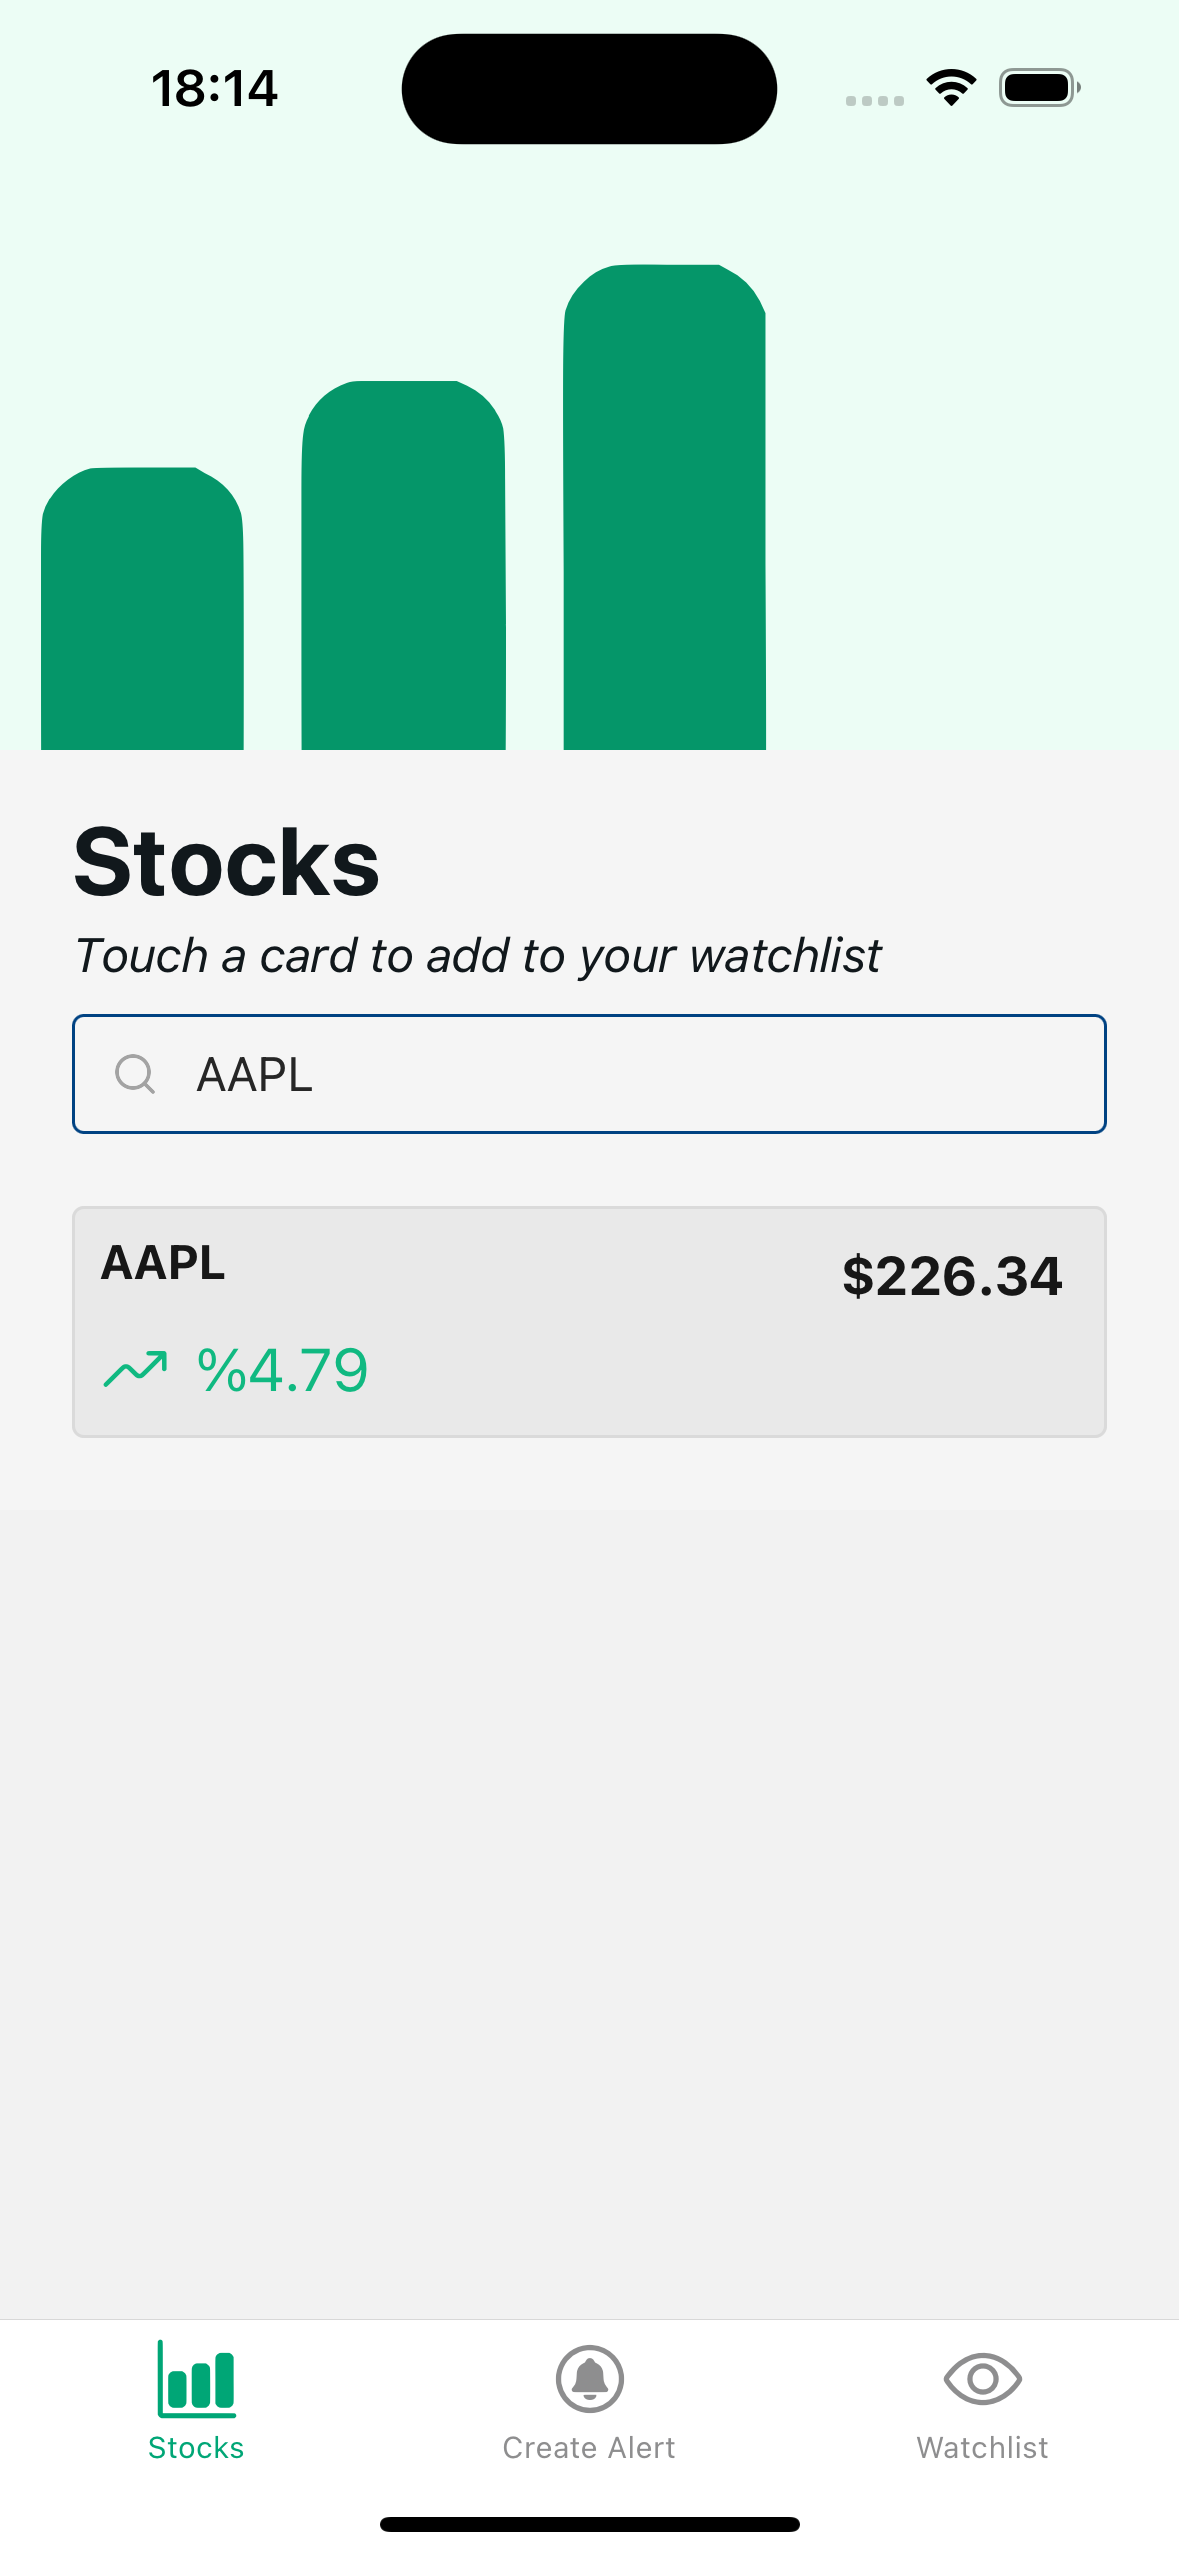 18:14
Stocks
Touch a card to add to your watchlist
AAPL
AAPL
$226.34
%4.79
Stocks
Create Alert
Watchlist